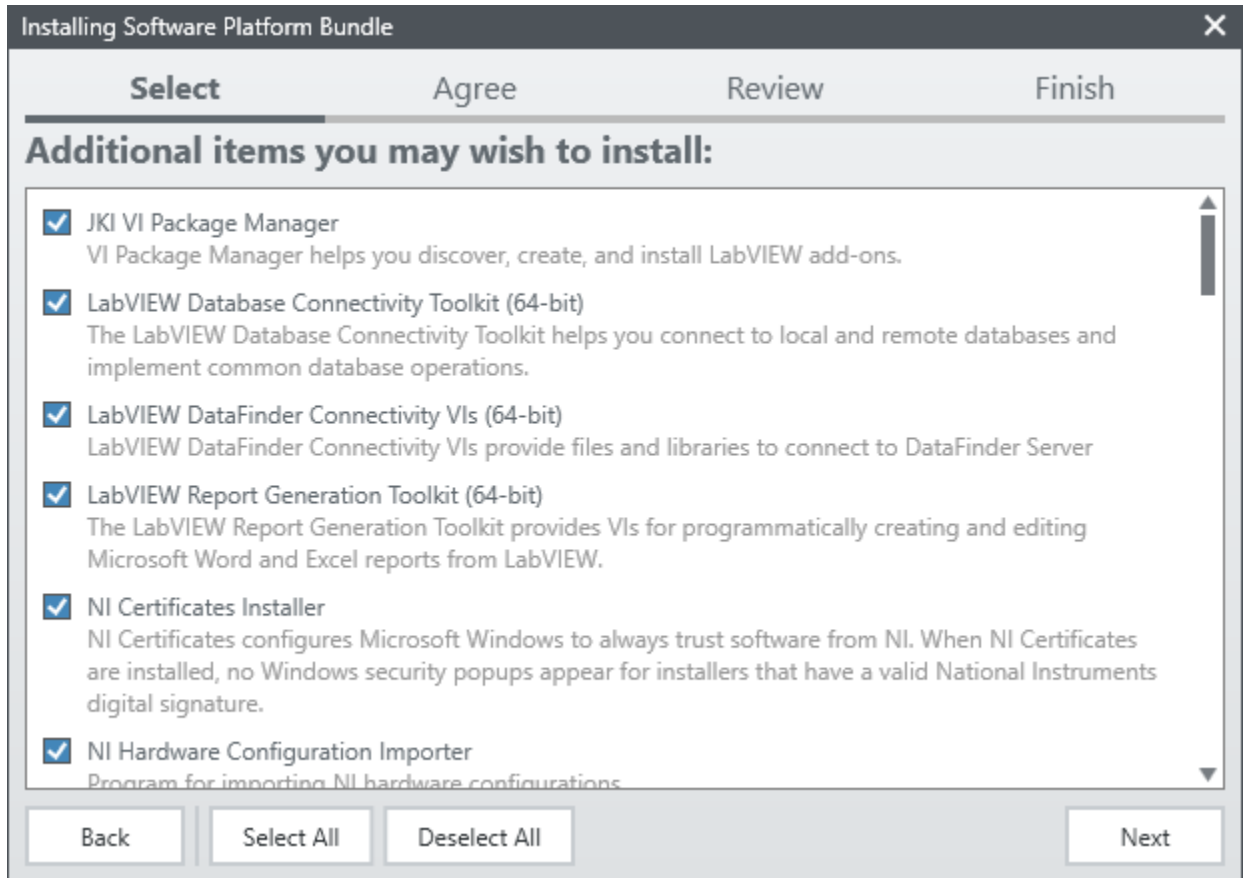 Installing Software Platform Bundle
Select Agree Review Finish
Additional items you may wish to install:
JKI VI Package Manager
VI Package Manager helps you discover, create, and install LabVIEW add-ons.
LabVIEW Database Connectivity Toolkit (64-bit)
The LabVIEW Database Connectivity Toolkit helps you connect to local and remote databases and
implement common database operations.
LabVIEW DataFinder Connectivity VIs (64-bit)
LabVIEW DataFinder Connectivity VIs provide files and libraries to connect to DataFinder Server
LabVIEW Report Generation Toolkit (64-bit)
The LabVIEW Report Generation Toolkit provides VIs for programmatically creating and editing
Microsoft Word and Excel reports from LabVIEW.
NI Certificates Installer
NI Certificates configures Microsoft Windows to always trust software from NI. When NI Certificates
are installed, no Windows security popups appear for installers that have a valid National Instruments
digital signature.
NI Hardware Configuration Importer
Program for importing NI hardware configurations
Back Select All Deselect All Next